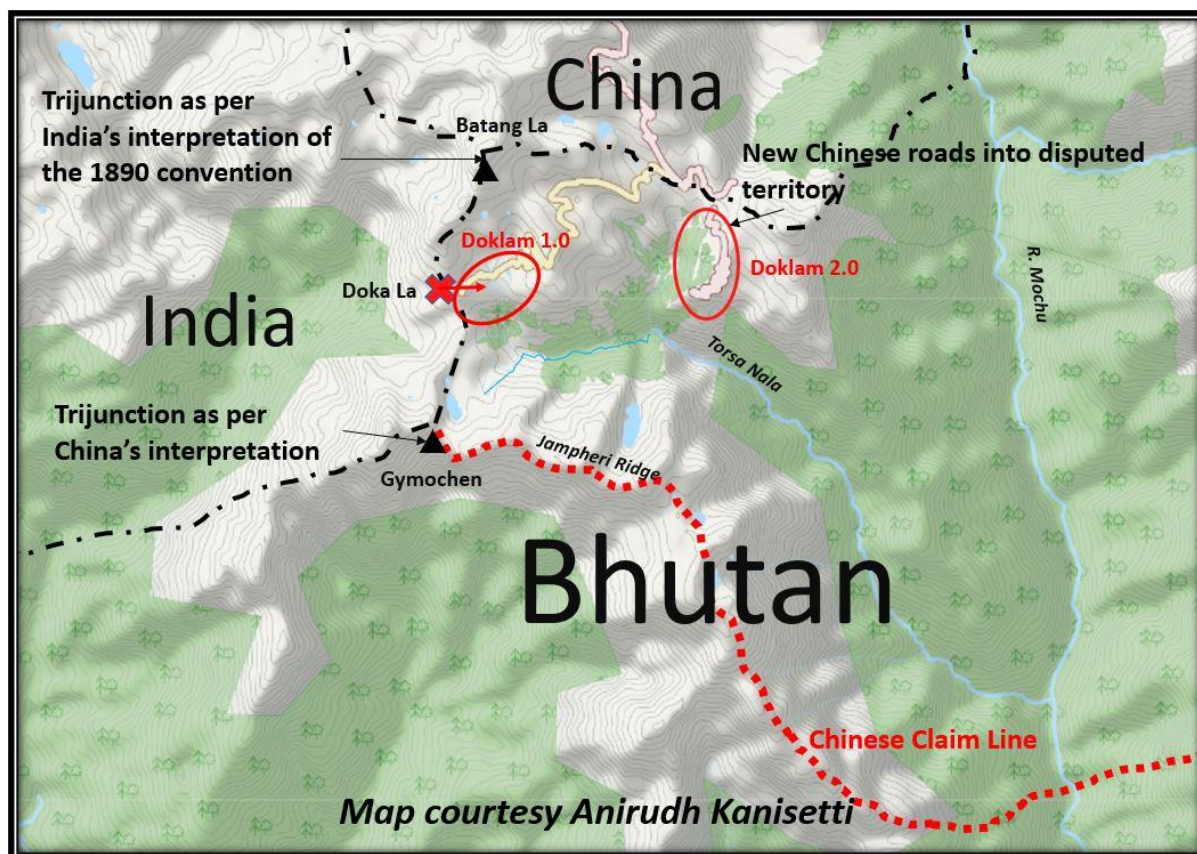 China
Trijunction as per
India's interpretation of
the 1890 convention
Batang La
New Chinese roads into disputed
territory
Doklam 1.0
Doklam 2.0
Doka La
India
R. Mochu
Torsa Nala
Trijunction as per
China's interpretation
Gymochen
Jampheri Ridge
Bhutan
Chinese Claim Line
Map courtesy Anirudh Kanisetti